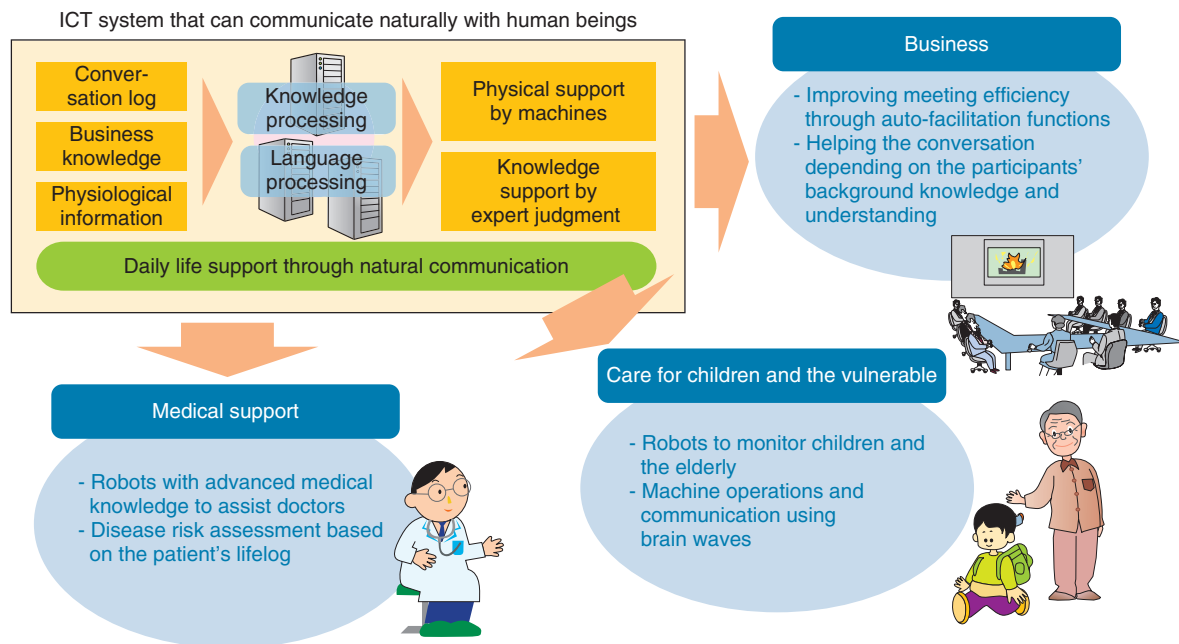 ICT system that can communicate naturally with human beings
Conver-
sation log
Business
knowledge
Physiological
information
Knowledge
processing
Language
processing
Physical support
by machines
Knowledge
support by
expert judgment
Daily life support through natural communication
Business
- Improving meeting efficiency
through auto-facilitation functions
- Helping the conversation
depending on the participants’
background knowledge and
understanding
Medical support
- Robots with advanced medical
knowledge to assist doctors
- Disease risk assessment based
on the patient’s lifelog
Care for children and the vulnerable
- Robots to monitor children and
the elderly
- Machine operations and
communication using
brain waves